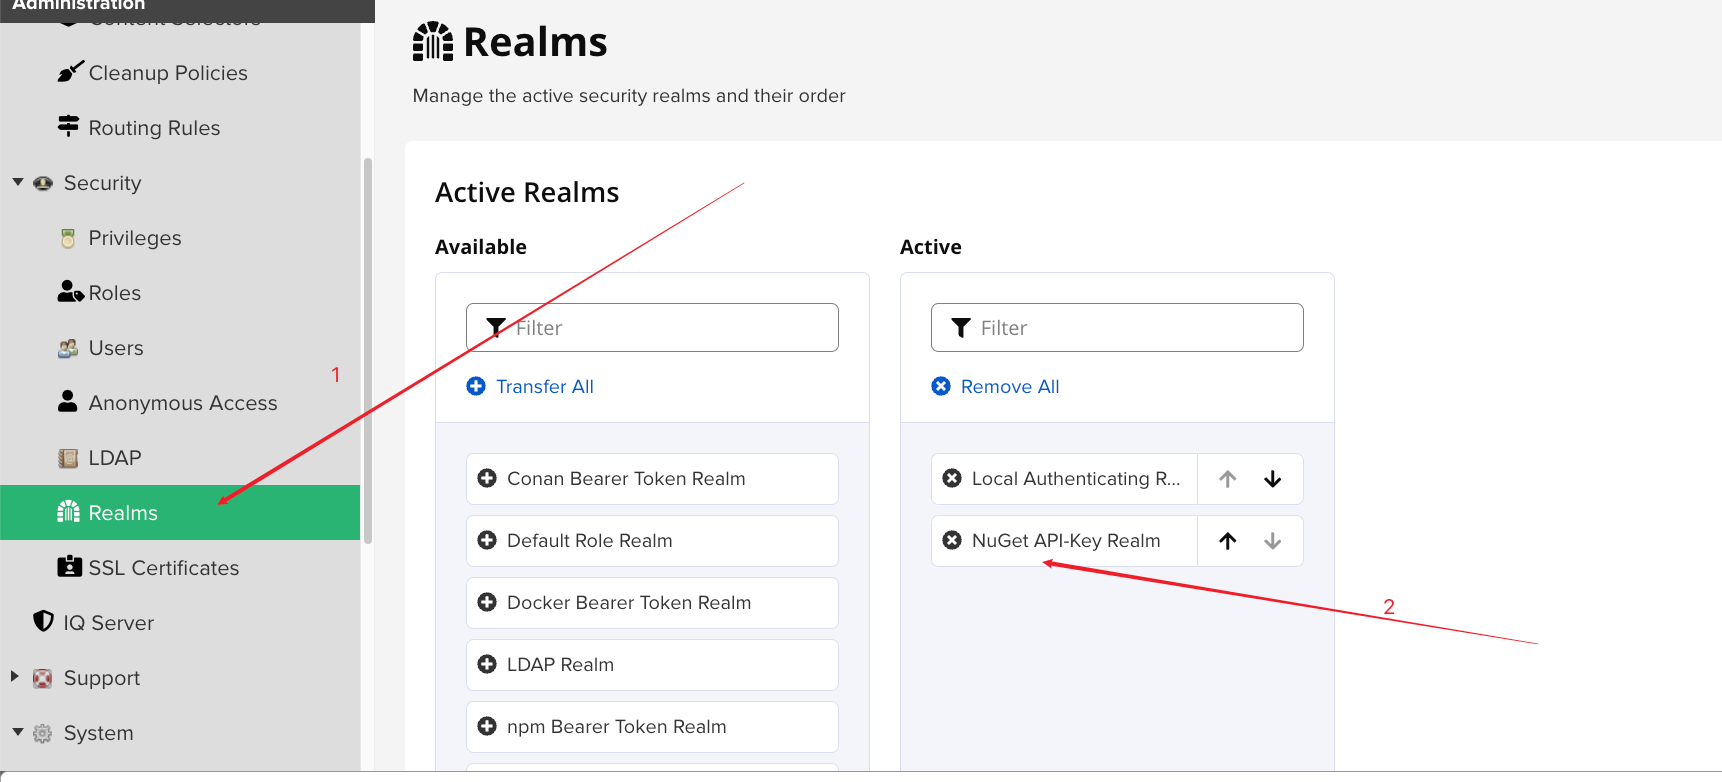 Administration
Content Selectors
Cleanup Policies
Routing Rules
Security
Privileges
Roles
Users
1
Anonymous Access
LDAP
Realms
SSL Certificates
IQ Server
Support
System
Realms
Manage the active security realms and their order
Active Realms
Available
Filter
Transfer All
Conan Bearer Token Realm
Default Role Realm
Docker Bearer Token Realm
LDAP Realm
npm Bearer Token Realm
Active
Filter
Remove All
Local Authenticating R...
NuGet API-Key Realm
2